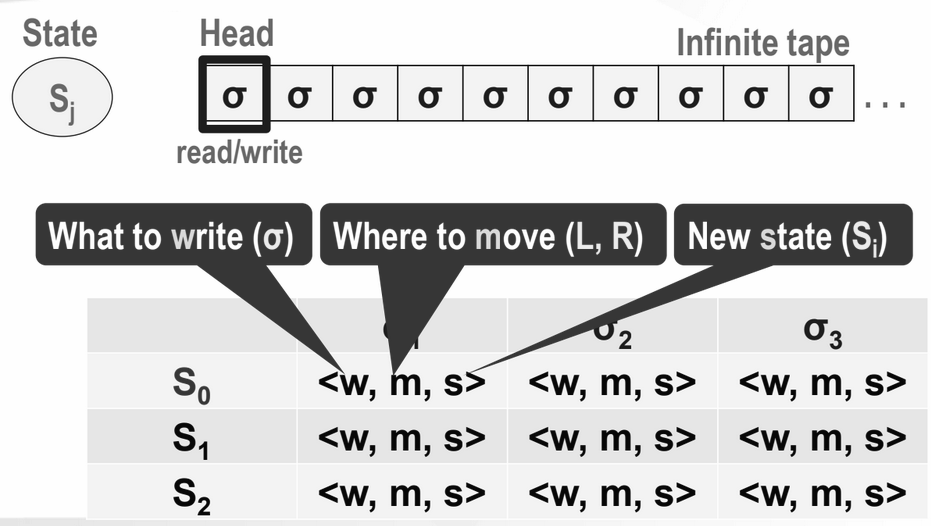 State Head Infinite tape
Sⱼ σ σ σ σ σ σ σ σ σ σ ...
read/write
What to write (σ) Where to move (L, R) New state (Sᵢ)
σ₂ σ₃
S₀ <w, m, s> <w, m, s> <w, m, s>
S₁ <w, m, s> <w, m, s> <w, m, s>
S₂ <w, m, s> <w, m, s> <w, m, s>